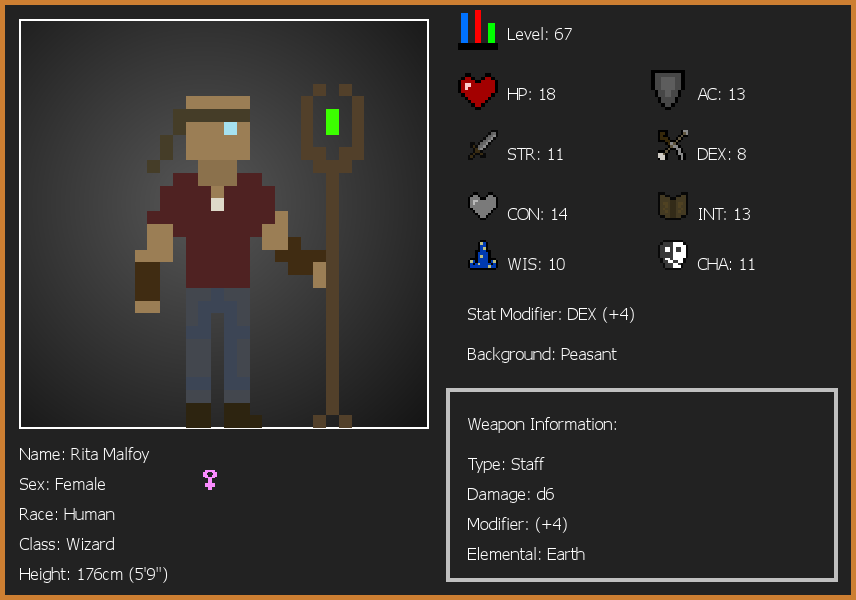 Level: 67
HP: 18
AC: 13
STR: 11
DEX: 8
CON: 14
INT: 13
WIS: 10
CHA: 11
Stat Modifier: DEX (+4)
Background: Peasant
Weapon Information:
Type: Staff
Damage: d6
Modifier: (+4)
Elemental: Earth
Name: Rita Malfoy
Sex: Female
Race: Human
Class: Wizard
Height: 176cm (5'9")